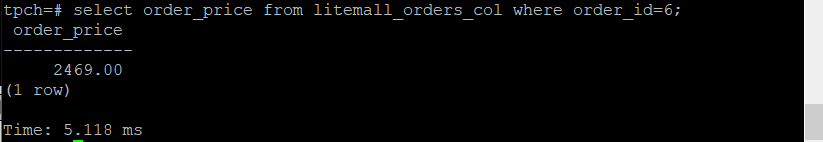 tpch=# select order_price from litemall_orders_col where order_id=6;
order_price
-------------
2469.00
(1 row)
Time: 5.118 ms